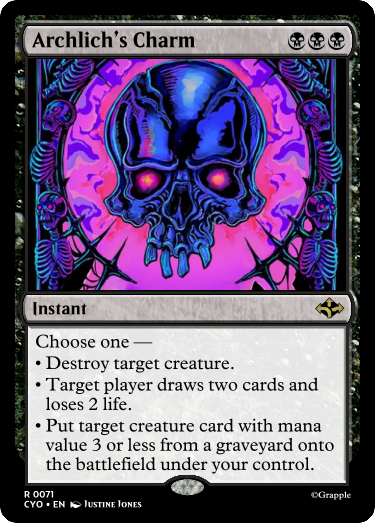 Archlich's Charm
Instant
Choose one —
• Destroy target creature.
• Target player draws two cards and
loses 2 life.
• Put target creature card with mana
value 3 or less from a graveyard onto
the battlefield under your control.
R 0071
CYO • EN Justine Jones
©Grapple